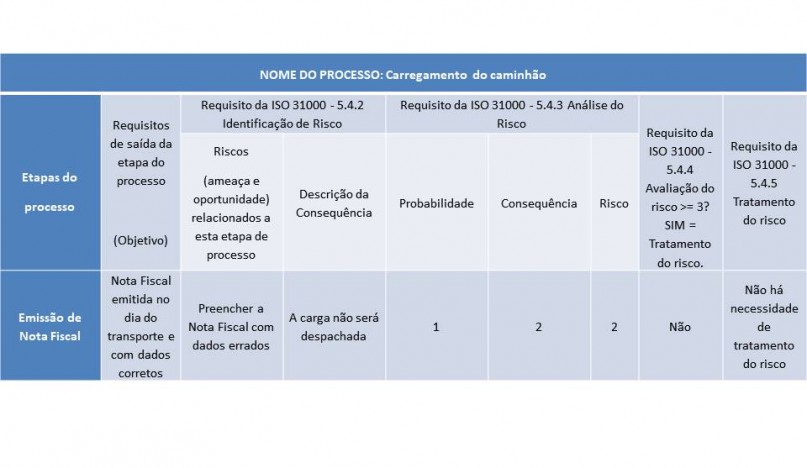 NOME DO PROCESSO: Carregamento do caminhão
Etapas do
processo
Requisitos
de saída da
etapa do
processo
(Objetivo)
Requisito da ISO 31000 - 5.4.2
Identificação de Risco
Riscos
(ameaça e
oportunidade)
relacionados a
esta etapa de
processo
Descrição da
Consequência
Requisito da ISO 31000 - 5.4.3 Análise do
Risco
Probabilidade
Consequência
Risco
Requisito da
ISO 31000 -
5.4.4
Avaliação do
risco >= 3?
SIM =
Tratamento
do risco.
Requisito da
ISO 31000 -
5.4.5
Tratamento
do risco
Emissão de
Nota Fiscal
Nota Fiscal
emitida no
dia do
transporte e
com dados
corretos
Preencher a
Nota Fiscal com
dados errados
A carga não será
despachada
1
2
2
Não
Não há
necessidade
de
tratamento
do risco